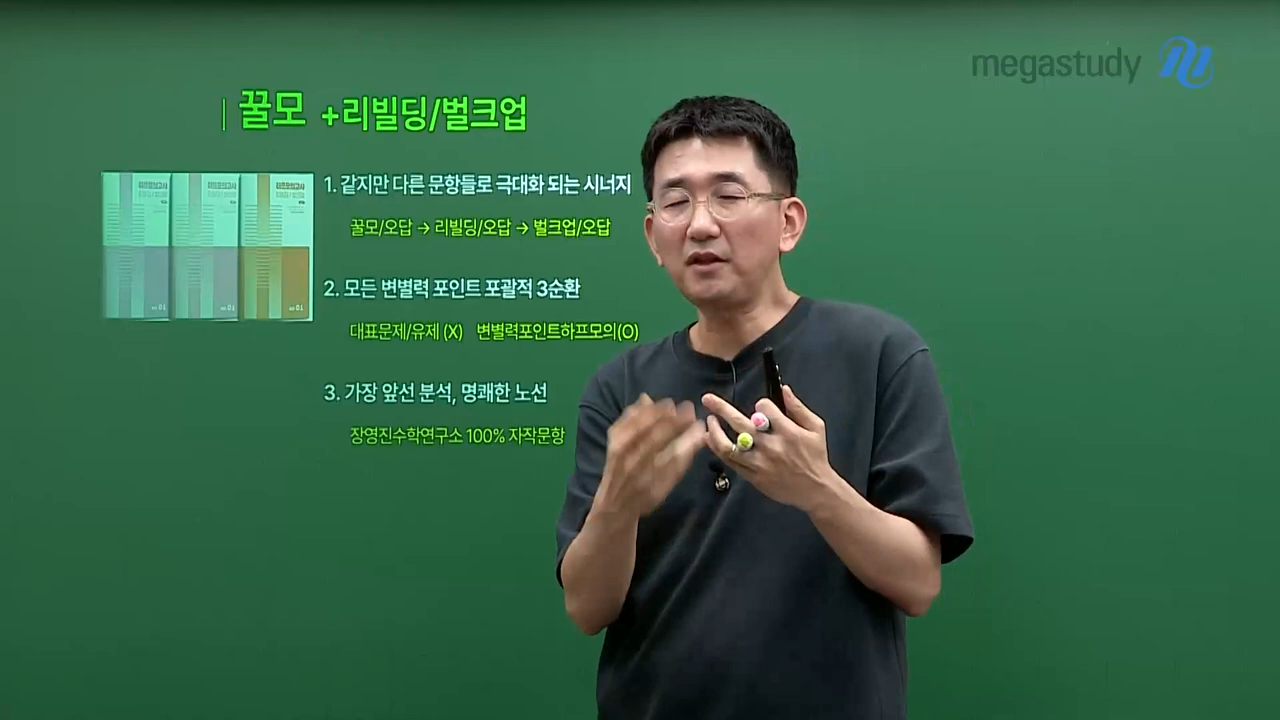 megastudy
꿀모 +리빌딩/벌크업
1. 같지만 다른 문항들로 극대화 되는 시너지
꿀모/오답 → 리빌딩/오답 → 벌크업/오답
2. 모든 변별력 포인트 포괄적 3순환
대표문제/유제 (X) 변별력포인트하프모의(O)
3. 가장 앞선 분석, 명쾌한 노선
장영진수학연구소 100% 자작문항